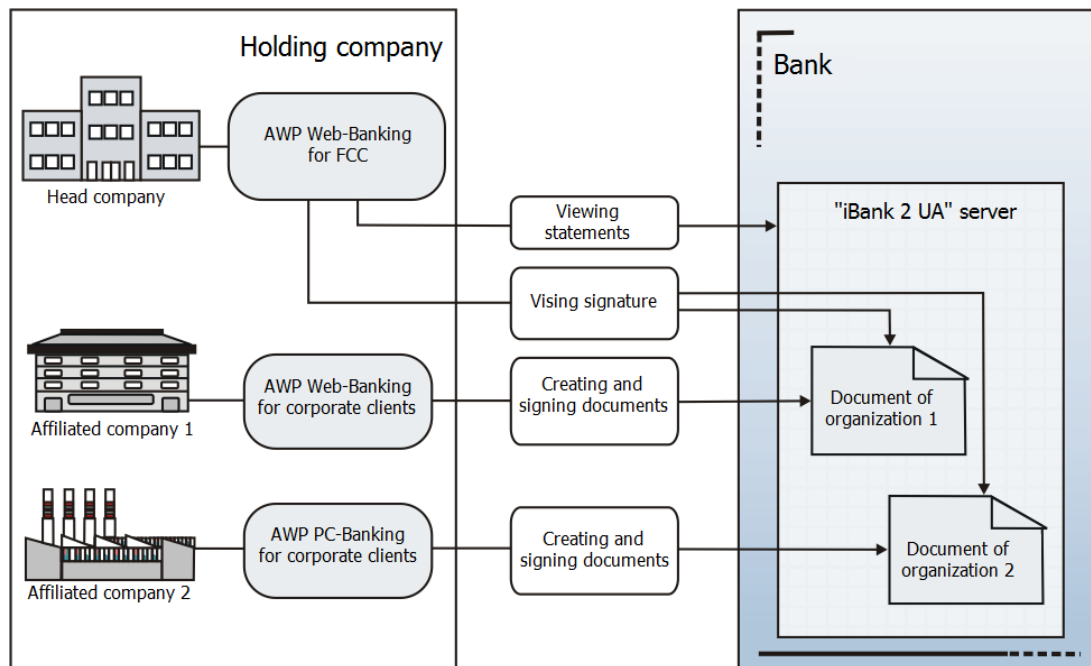 Holding company
Bank
AWP Web-Banking
for FCC
Head company
Viewing
statements
"iBank 2 UA" server
Vising signature
AWP Web-Banking
for corporate clients
Creating and
signing documents
Document of
organization 1
Affiliated company 1
AWP PC-Banking
for corporate clients
Creating and
signing documents
Document of
organization 2
Affiliated company 2